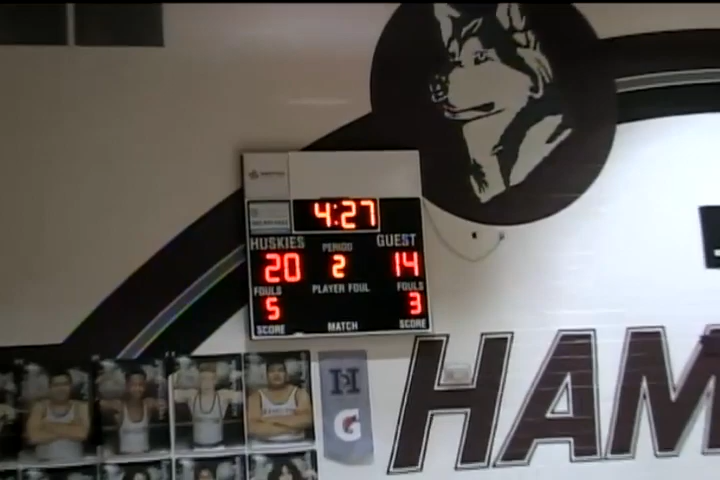 4:27
HUSKIES PERIOD GUEST
20 2 14
FOULS PLAYER FOUL FOULS
5 3
SCORE MATCH SCORE
H
G
HAM